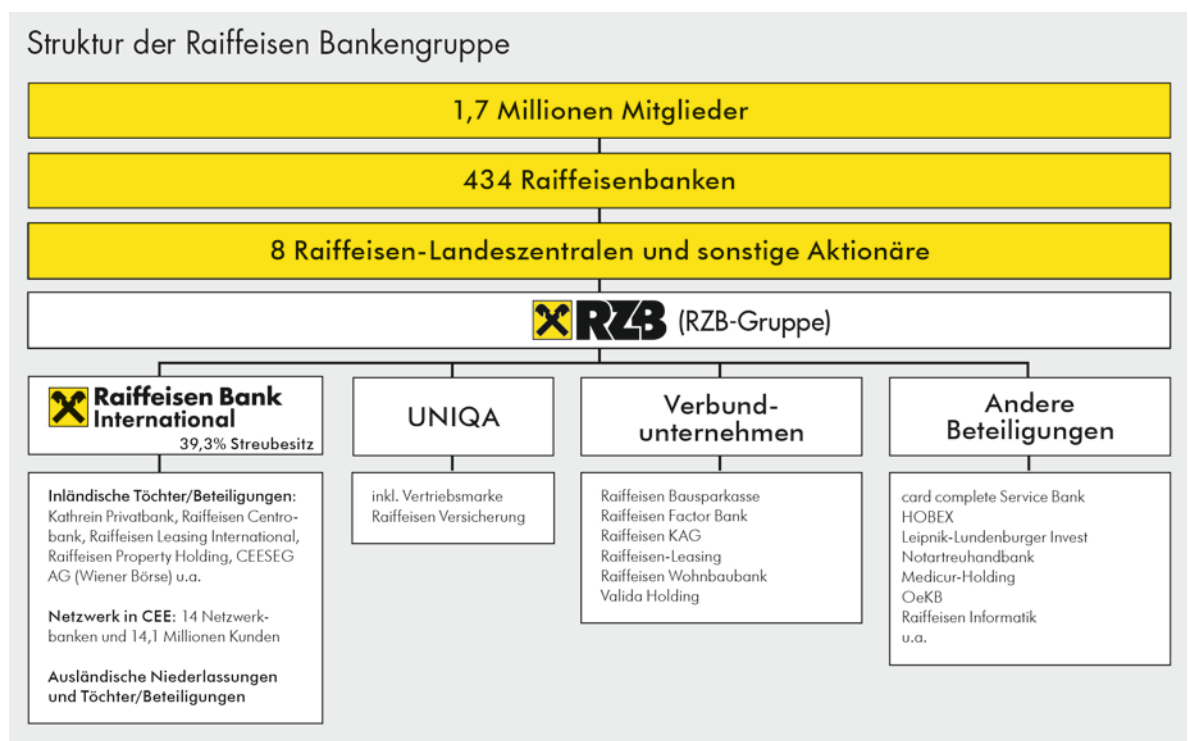 Struktur der Raiffeisen Bankengruppe
1,7 Millionen Mitglieder
434 Raiffeisenbanken
8 Raiffeisen-Landeszentralen und sonstige Aktionäre
RZB (RZB-Gruppe)
Raiffeisen Bank
International
39,3% Streubesitz
Inländische Töchter/Beteiligungen:
Kathrein Privatbank, Raiffeisen Centro-
bank, Raiffeisen Leasing International,
Raiffeisen Property Holding, CEESEG
AG (Wiener Börse) u.a.
Netzwerk in CEE: 14 Netzwerk-
banken und 14,1 Millionen Kunden
Ausländische Niederlassungen
und Töchter/Beteiligungen
UNIQA
inkl. Vertriebsmarke
Raiffeisen Versicherung
Verbund-
unternehmen
Raiffeisen Bausparkasse
Raiffeisen Factor Bank
Raiffeisen KAG
Raiffeisen-Leasing
Raiffeisen Wohnbaubank
Valida Holding
Andere
Beteiligungen
card complete Service Bank
HOBEX
Leipnik-Lundenburger Invest
Notartreuhandbank
Medicur-Holding
OeKB
Raiffeisen Informatik
u.a.